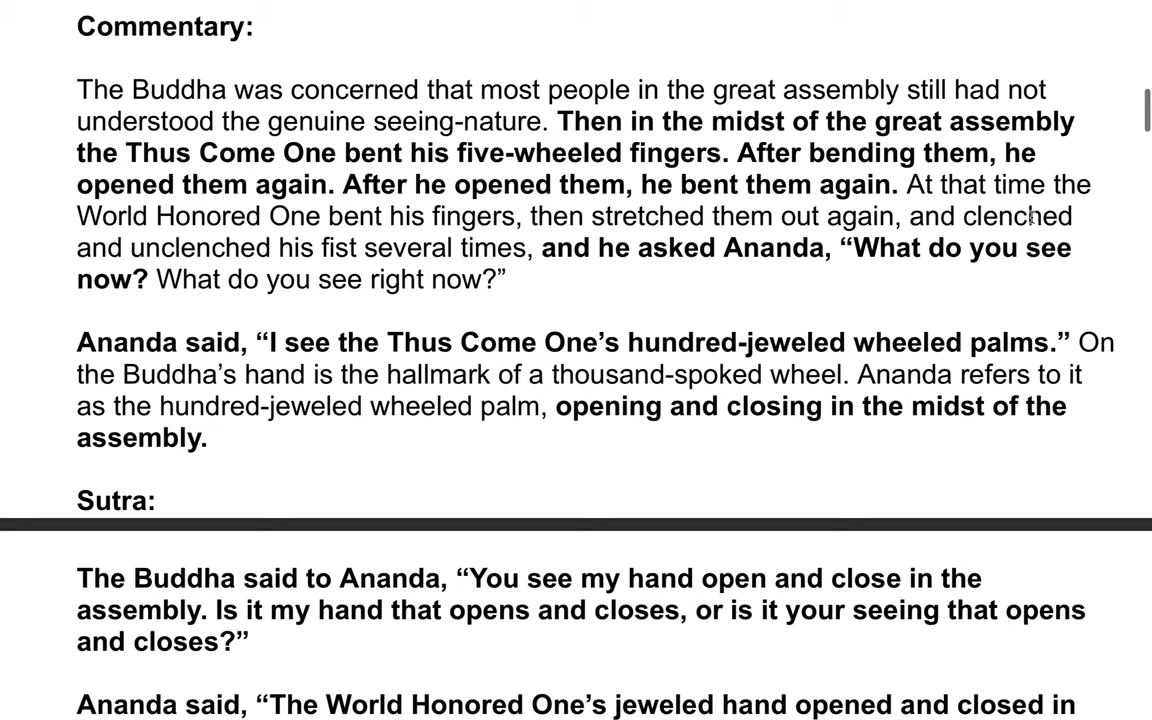 Commentary:
The Buddha was concerned that most people in the great assembly still had not
understood the genuine seeing-nature. Then in the midst of the great assembly
the Thus Come One bent his five-wheeled fingers. After bending them, he
opened them again. After he opened them, he bent them again. At that time the
World Honored One bent his fingers, then stretched them out again, and clenched
and unclenched his fist several times, and he asked Ananda, “What do you see
now? What do you see right now?”
Ananda said, “I see the Thus Come One’s hundred-jeweled wheeled palms.” On
the Buddha’s hand is the hallmark of a thousand-spoked wheel. Ananda refers to it
as the hundred-jeweled wheeled palm, opening and closing in the midst of the
assembly.
Sutra:
The Buddha said to Ananda, “You see my hand open and close in the
assembly. Is it my hand that opens and closes, or is it your seeing that opens
and closes?”
Ananda said, “The World Honored One’s jeweled hand opened and closed in